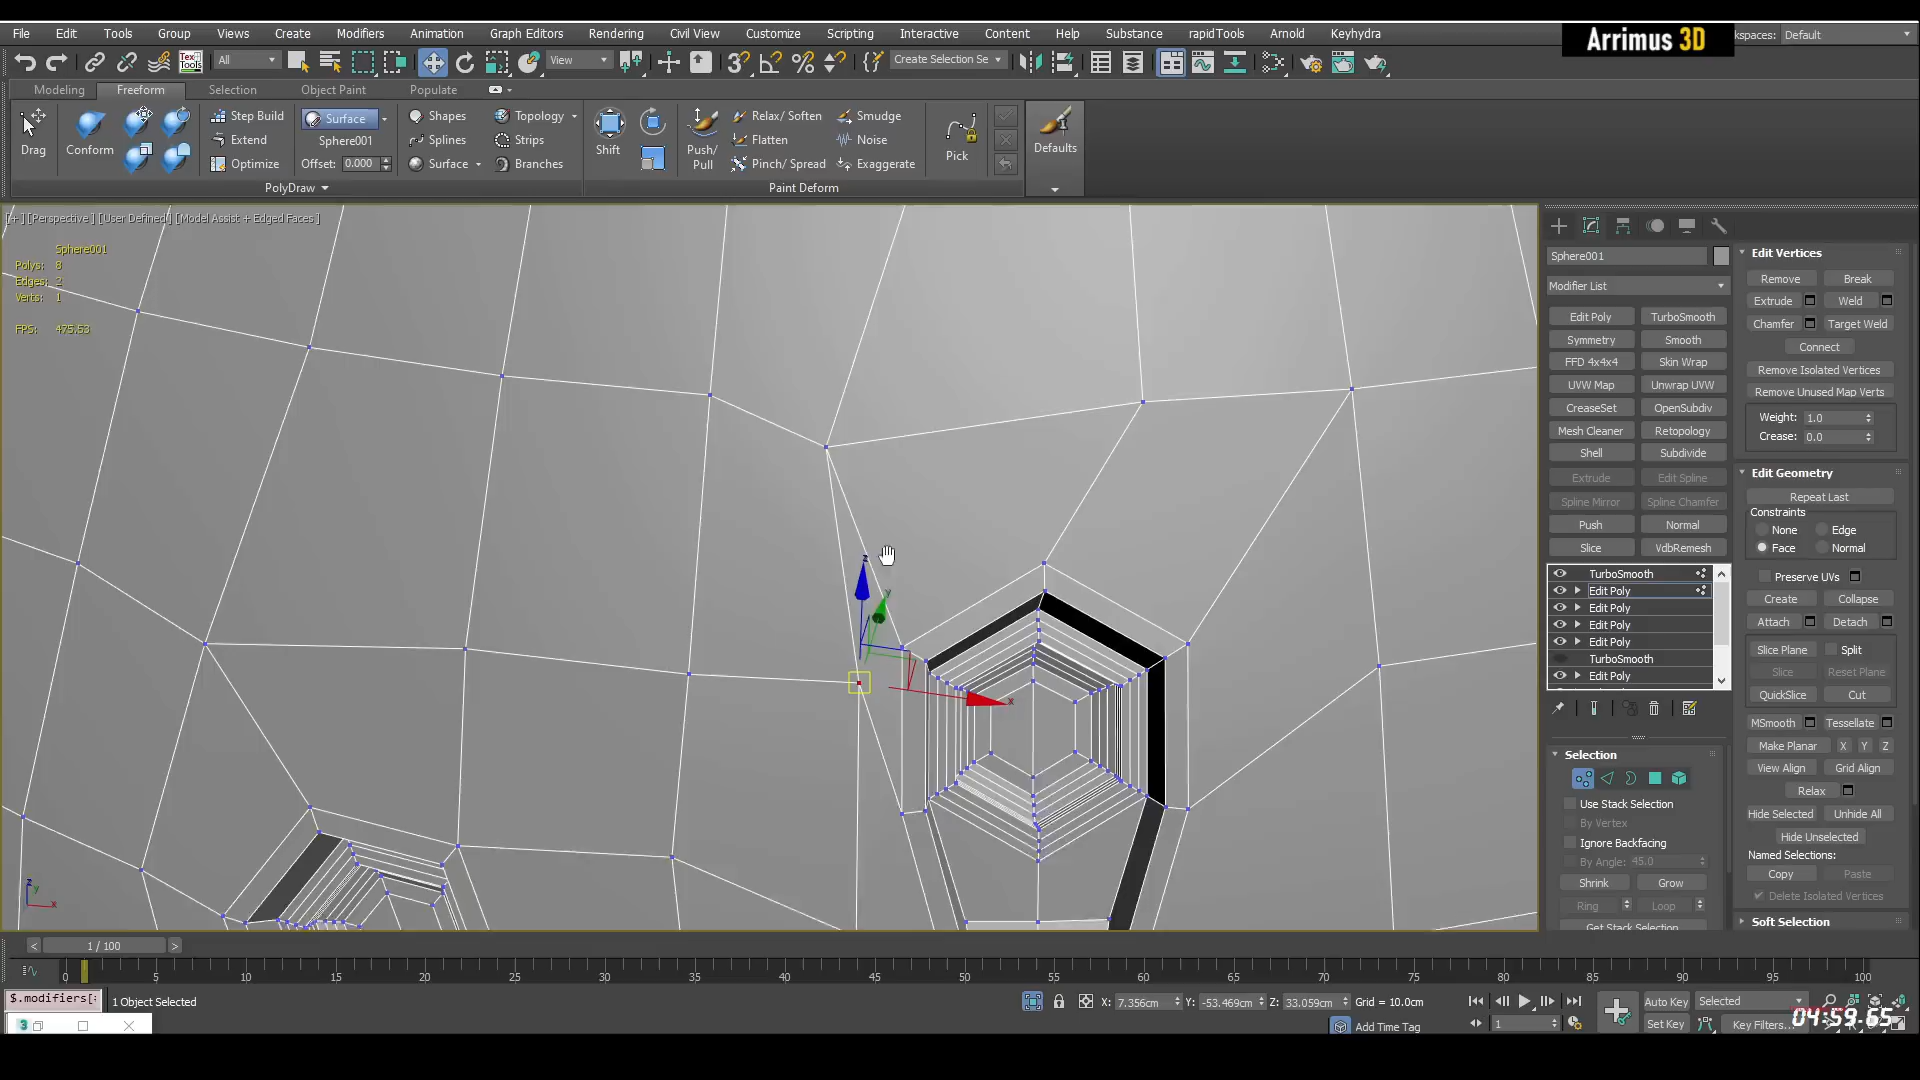 File Edit Tools Group Views Create Modifiers Animation Graph Editors Rendering Civil View Customize Scripting Interactive Content Help Substance rapidTools Arnold Keyhydra
Arrimus 3D
kspaces: Default
All
View
Create Selection Se
Modeling Freeform Selection Object Paint Populate
Drag
Conform
Step Build
Extend
Optimize
Surface
Sphere001
Offset: 0.000
Shapes
Splines
Surface
Topology
Strips
Branches
PolyDraw
Shift
Push/
Pull
Relax/ Soften
Flatten
Pinch/ Spread
Smudge
Noise
Exaggerate
Paint Deform
Pick
Defaults
[+] [Perspective ] [User Defined ] [Model Assist + Edged Faces ]
Sphere001
Polys: 8
Edges: 2
Verts: 1
FPS: 475.53
z
y
x
z
y
x
Sphere001
Modifier List
Edit Poly TurboSmooth
Symmetry Smooth
FFD 4x4x4 Skin Wrap
UVW Map Unwrap UVW
CreaseSet OpenSubdiv
Mesh Cleaner Retopology
Shell Subdivide
Extrude Edit Spline
Spline Mirror Spline Chamfer
Push Normal
Slice VdbRemesh
TurboSmooth
Edit Poly
Edit Poly
Edit Poly
Edit Poly
TurboSmooth
Edit Poly
Selection
Use Stack Selection
By Vertex
Ignore Backfacing
By Angle: 45.0
Shrink Grow
Ring Loop
Get Stack Selection
Edit Vertices
Remove Break
Extrude Weld
Chamfer Target Weld
Connect
Remove Isolated Vertices
Remove Unused Map Verts
Weight: 1.0
Crease: 0.0
Edit Geometry
Repeat Last
Constraints
None Edge
Face Normal
Preserve UVs
Create Collapse
Attach Detach
Slice Plane Split
Slice Reset Plane
QuickSlice Cut
MSmooth Tessellate
Make Planar X Y Z
View Align Grid Align
Relax
Hide Selected Unhide All
Hide Unselected
Named Selections:
Copy Paste
Delete Isolated Vertices
Soft Selection
< 1 / 100 >
0 5 10 15 20 25 30 35 40 45 50 55 60 65 70 75 80 85 90 95 100
$.modifiers[
1 Object Selected
X: 7.356cm Y: -53.469cm Z: 33.059cm Grid = 10.0cm
Add Time Tag
1
Auto Key Selected
Set Key Key Filters...
04:59.65
3